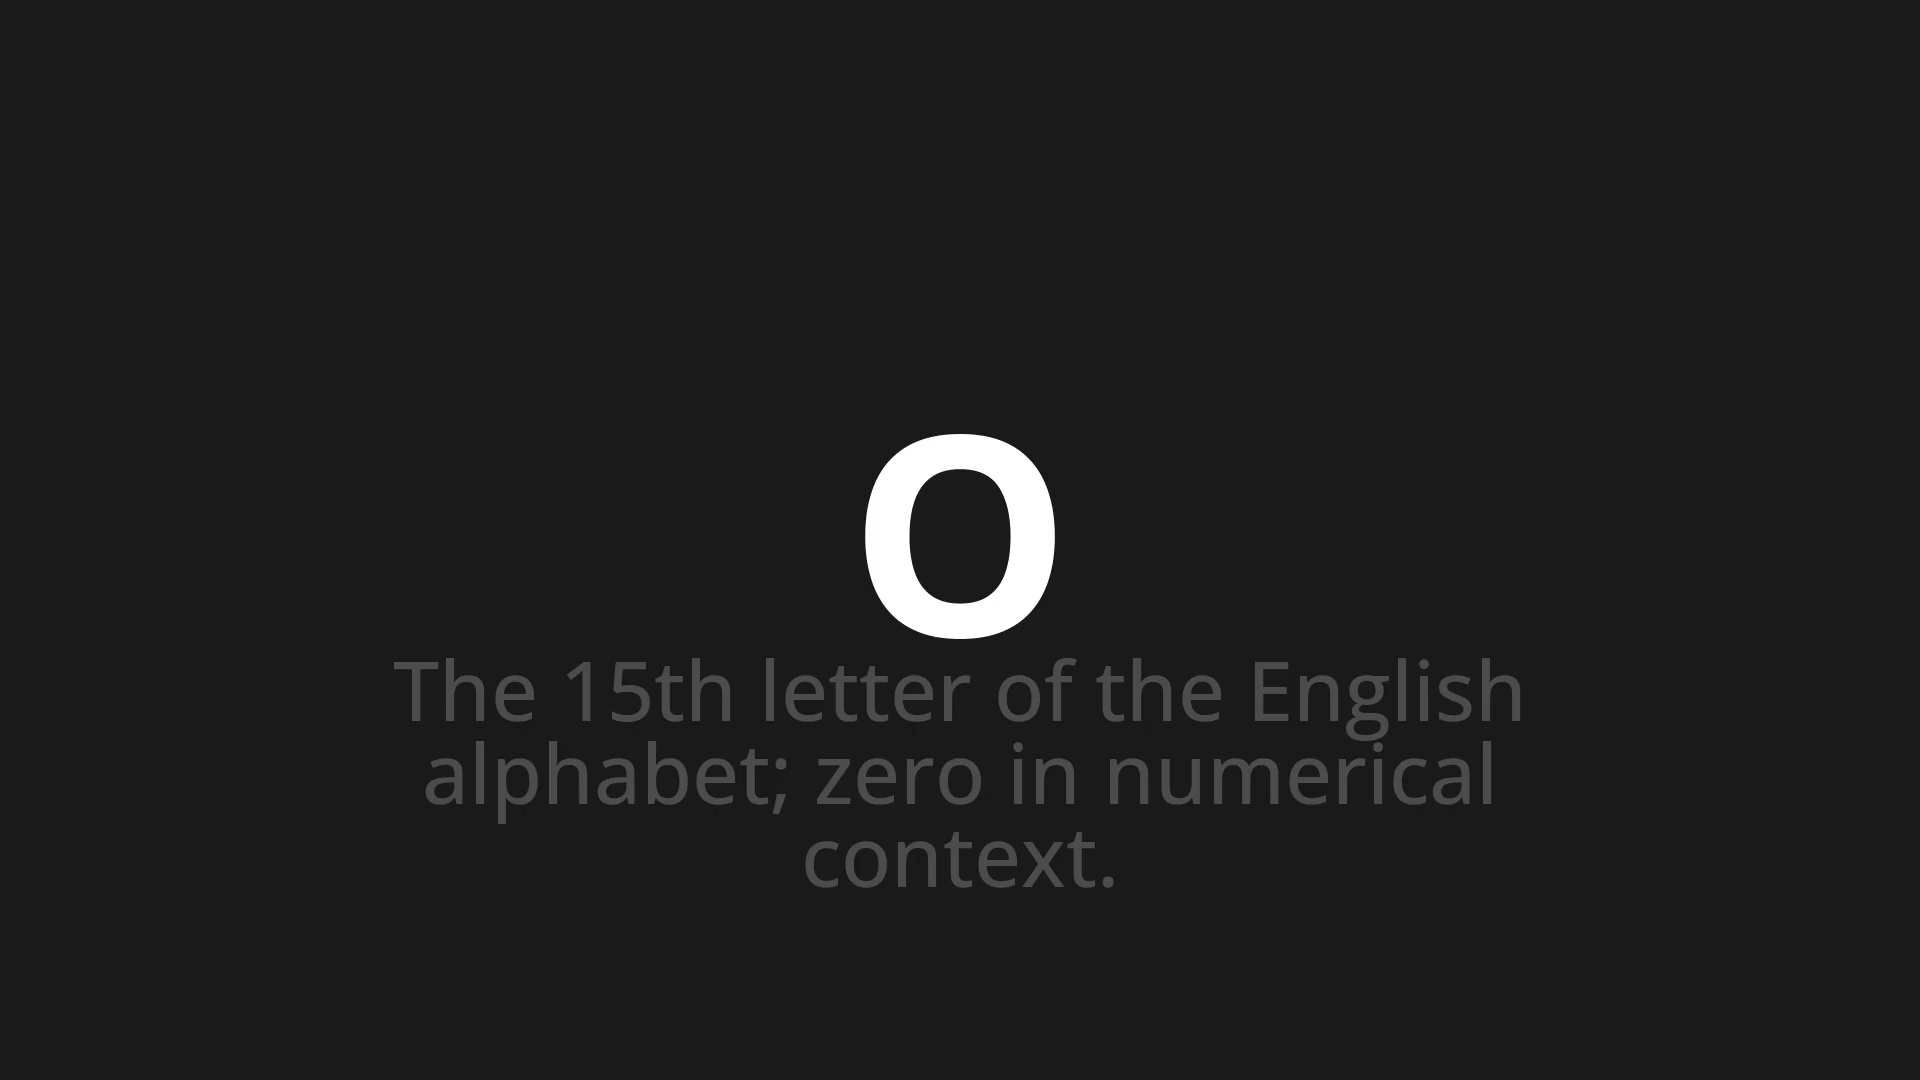 O
The 15th letter of the English
alphabet; zero in numerical
context.